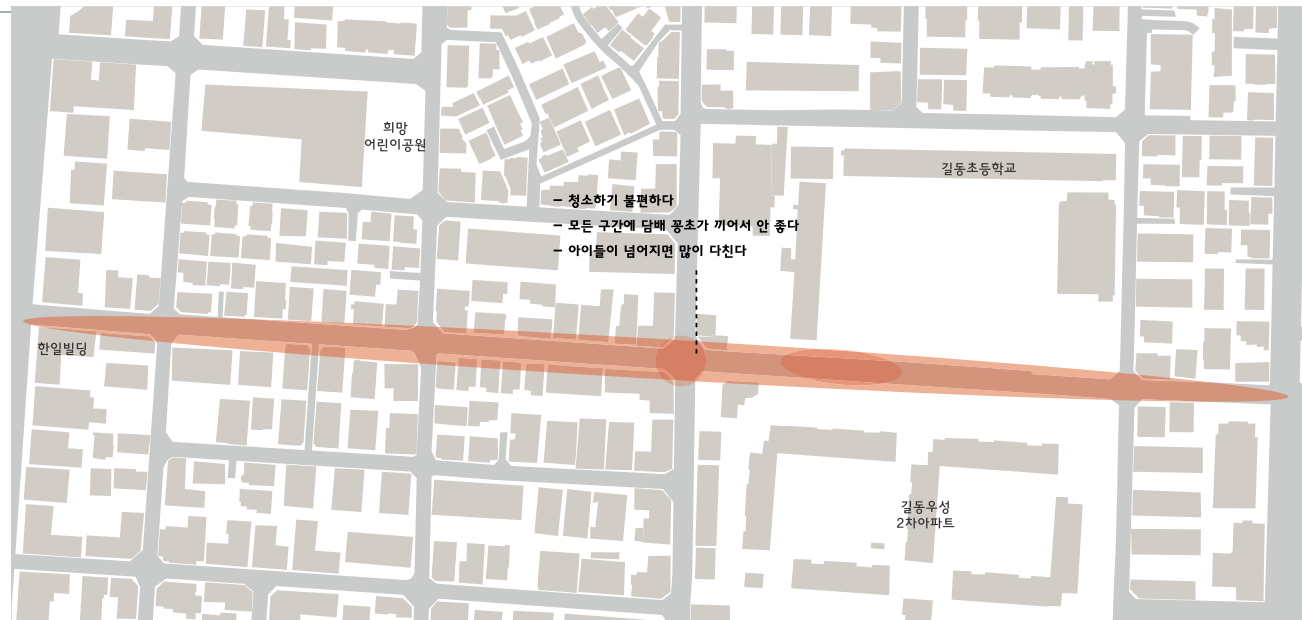 희망
어린이공원
길동초등학교
– 청소하기 불편하다
– 모든 구간에 담배 꽁초가 끼어서 안 좋다
– 아이들이 넘어지면 많이 다친다
한일빌딩
길동우성
2차아파트